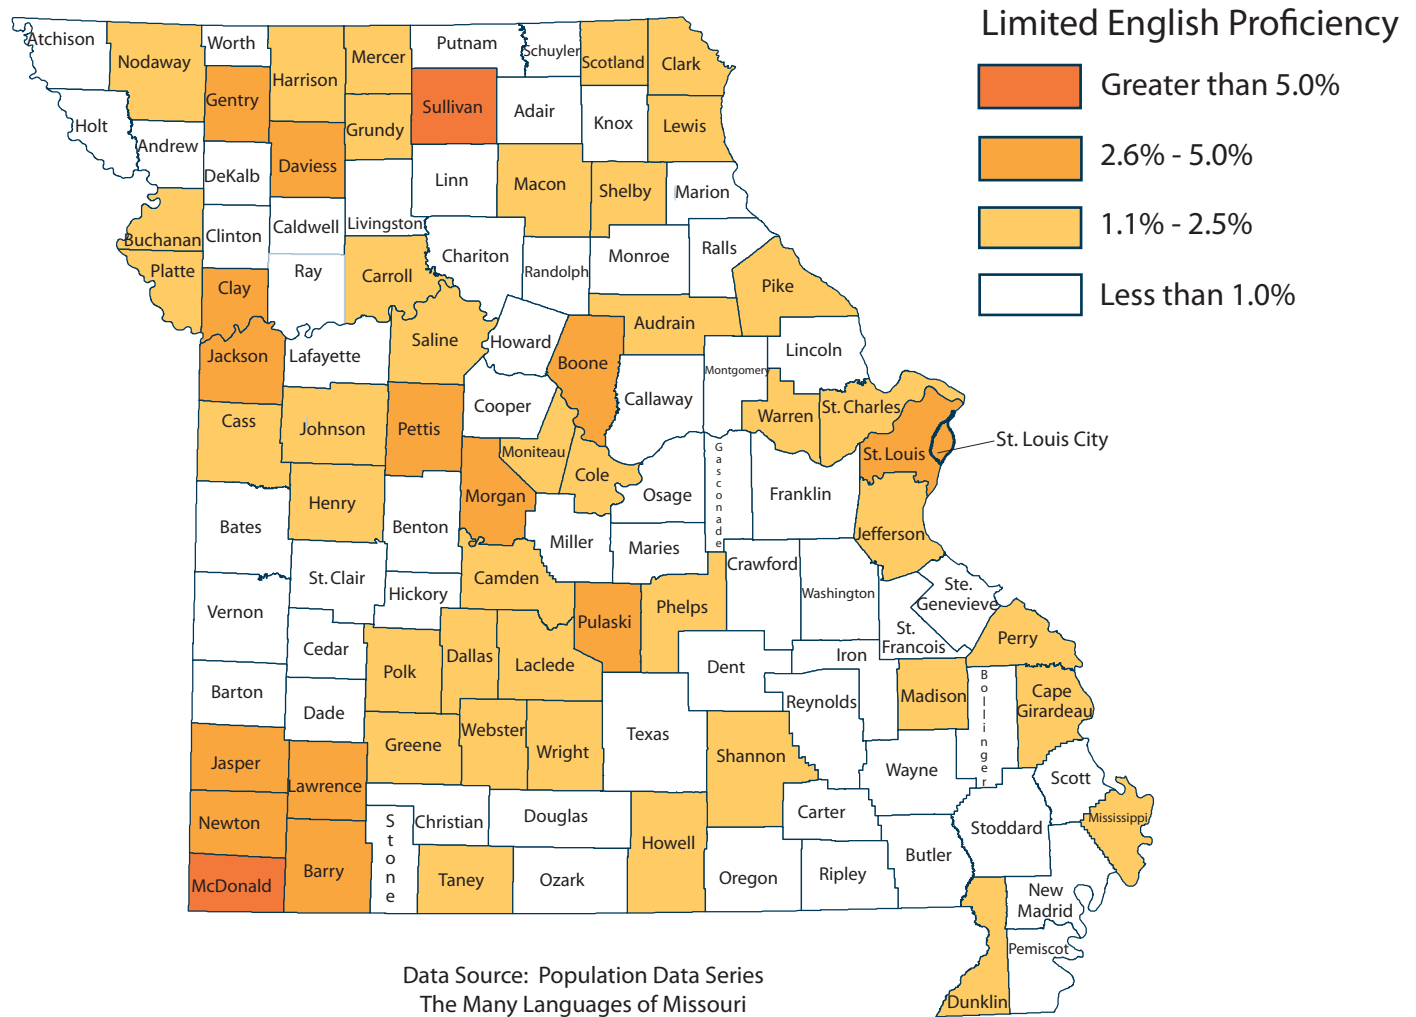 Limited English Proficiency
Greater than 5.0%
2.6% - 5.0%
1.1% - 2.5%
Less than 1.0%
Atchison
Nodaway
Worth
Harrison
Mercer
Putnam
Schuyler
Scotland
Clark
Gentry
Sullivan
Adair
Knox
Lewis
Holt
Andrew
Grundy
DeKalb
Daviess
Linn
Macon
Shelby
Marion
Buchanan
Clinton
Caldwell
Livingston
Chariton
Randolph
Monroe
Ralls
Platte
Clay
Ray
Carroll
Pike
Audrain
Jackson
Lafayette
Saline
Howard
Boone
Callaway
Montgomery
Lincoln
Cass
Johnson
Pettis
Cooper
Moniteau
Cole
Warren
St. Charles
St. Louis
St. Louis City
Henry
Morgan
Osage
Gasconade
Franklin
Jefferson
Bates
Benton
Miller
Maries
Crawford
Washington
St. Clair
Hickory
Camden
Pulaski
Phelps
Ste.
Genevieve
St.
Francois
Perry
Vernon
Cedar
Polk
Dallas
Laclede
Dent
Iron
Madison
Bollinger
Cape
Girardeau
Barton
Dade
Greene
Webster
Wright
Texas
Reynolds
Shannon
Wayne
Scott
Jasper
Lawrence
Christian
Douglas
Howell
Carter
Stoddard
Mississippi
Newton
Stone
McDonald
Barry
Taney
Ozark
Oregon
Ripley
Butler
New
Madrid
Pemiscot
Dunklin
Data Source:  Population Data Series
The Many Languages of Missouri